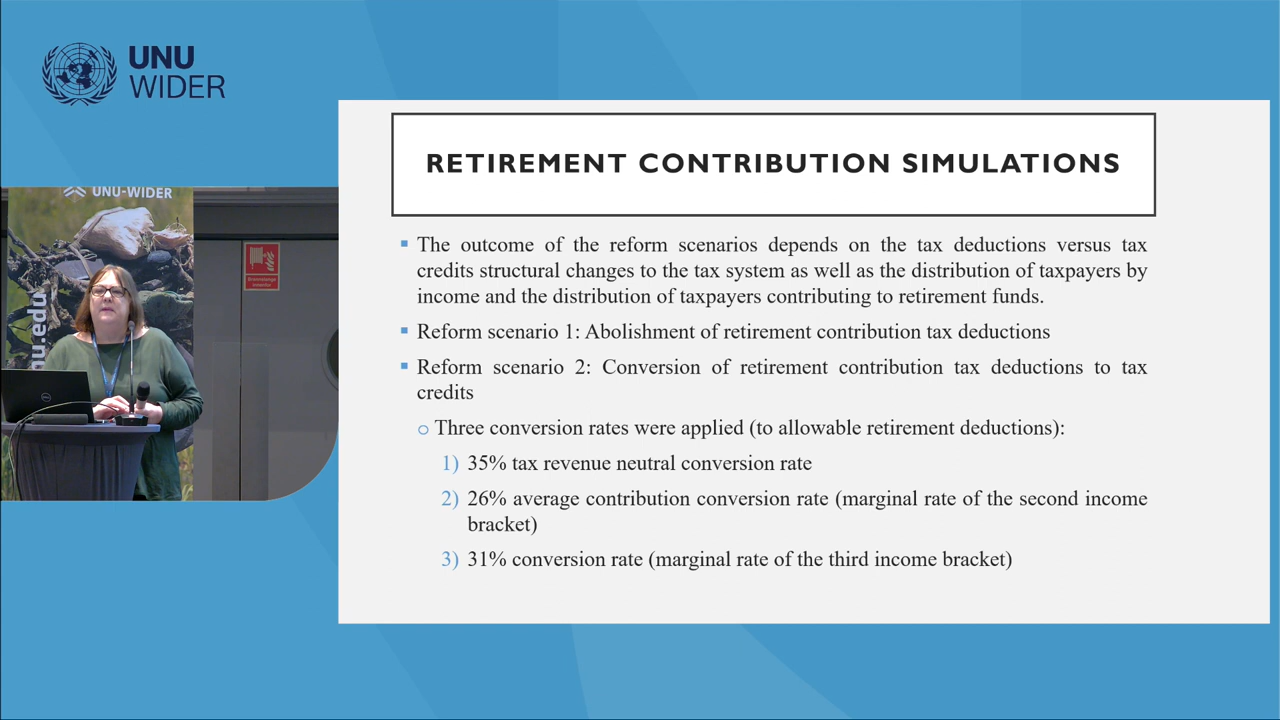 UNU
WIDER
RETIREMENT CONTRIBUTION SIMULATIONS
The outcome of the reform scenarios depends on the tax deductions versus tax
credits structural changes to the tax system as well as the distribution of taxpayers by
income and the distribution of taxpayers contributing to retirement funds.
Reform scenario 1: Abolishment of retirement contribution tax deductions
Reform scenario 2: Conversion of retirement contribution tax deductions to tax
credits
Three conversion rates were applied (to allowable retirement deductions):
1) 35% tax revenue neutral conversion rate
2) 26% average contribution conversion rate (marginal rate of the second income
bracket)
3) 31% conversion rate (marginal rate of the third income bracket)
UNU-WIDER
nu.edu